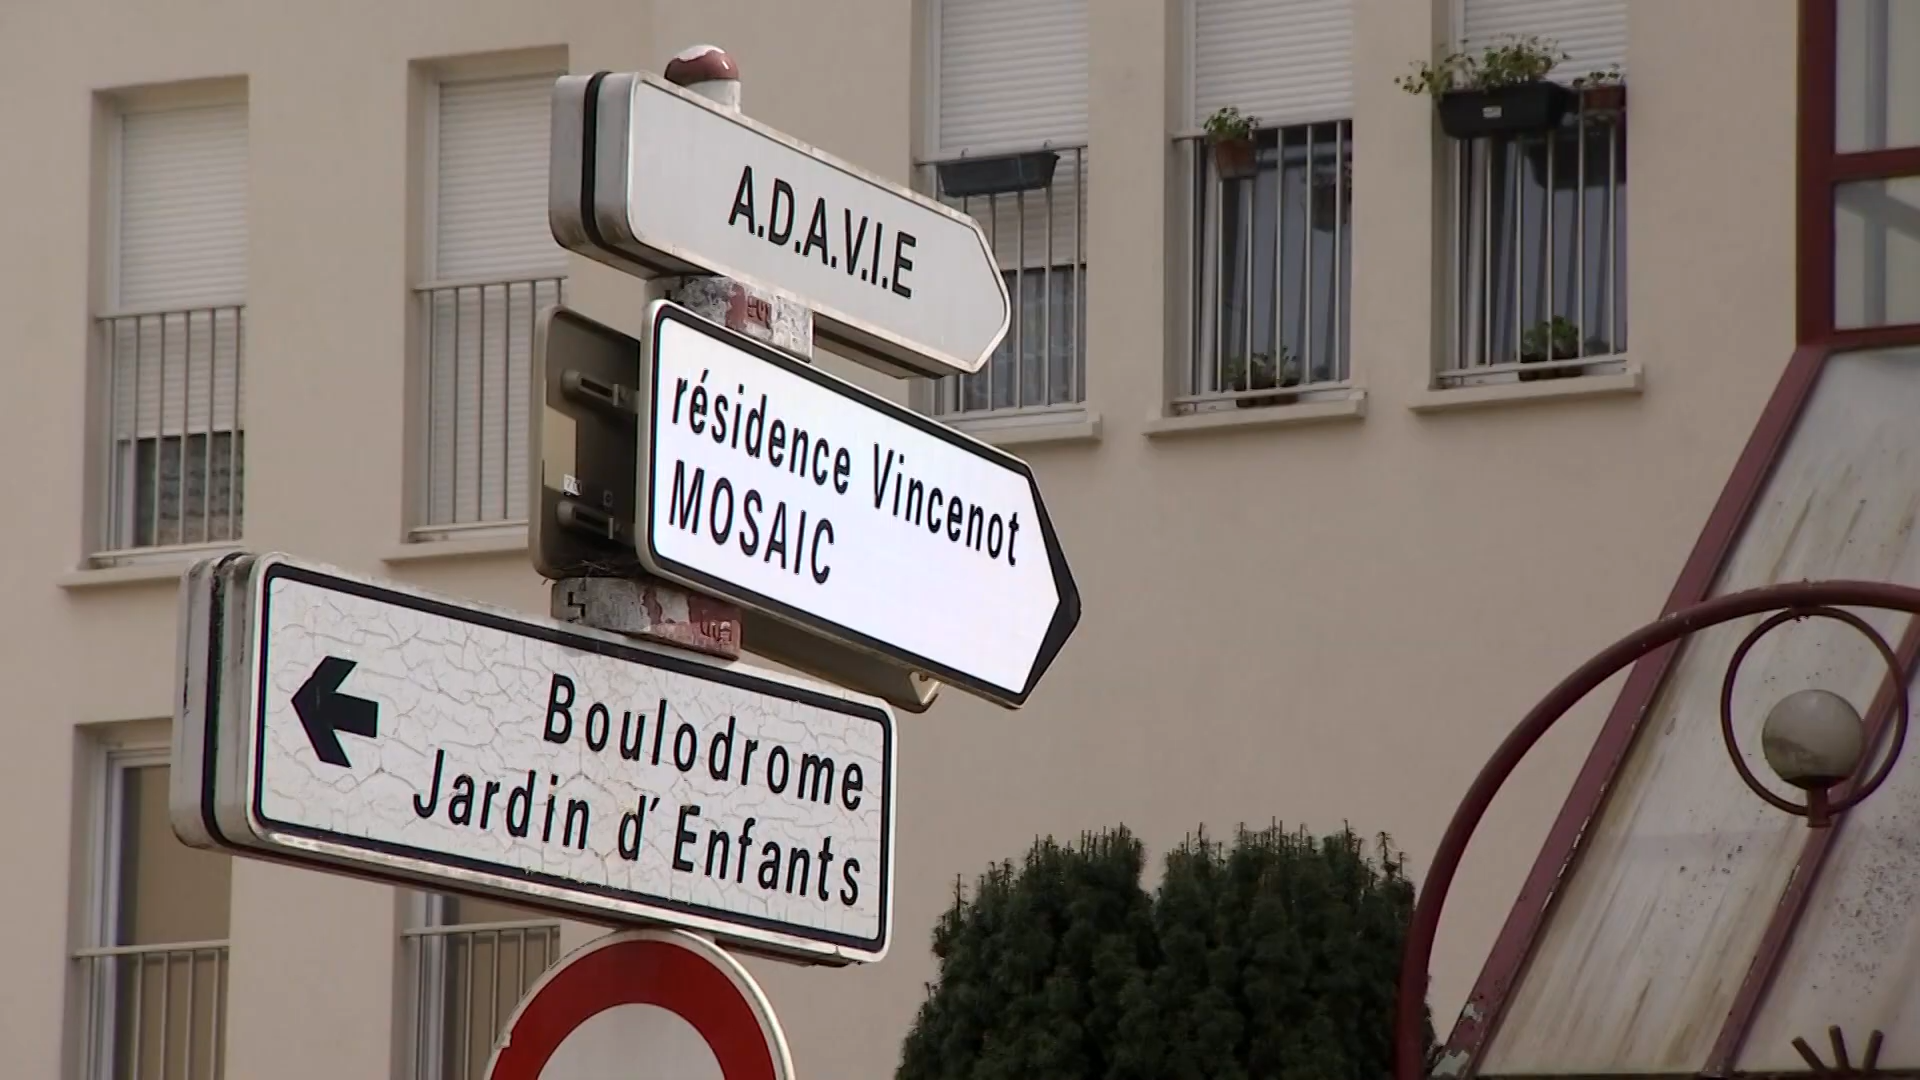 A.D.A.V.I.E
résidence Vincenot
MOSAIC
Boulodrome
Jardin d'Enfants